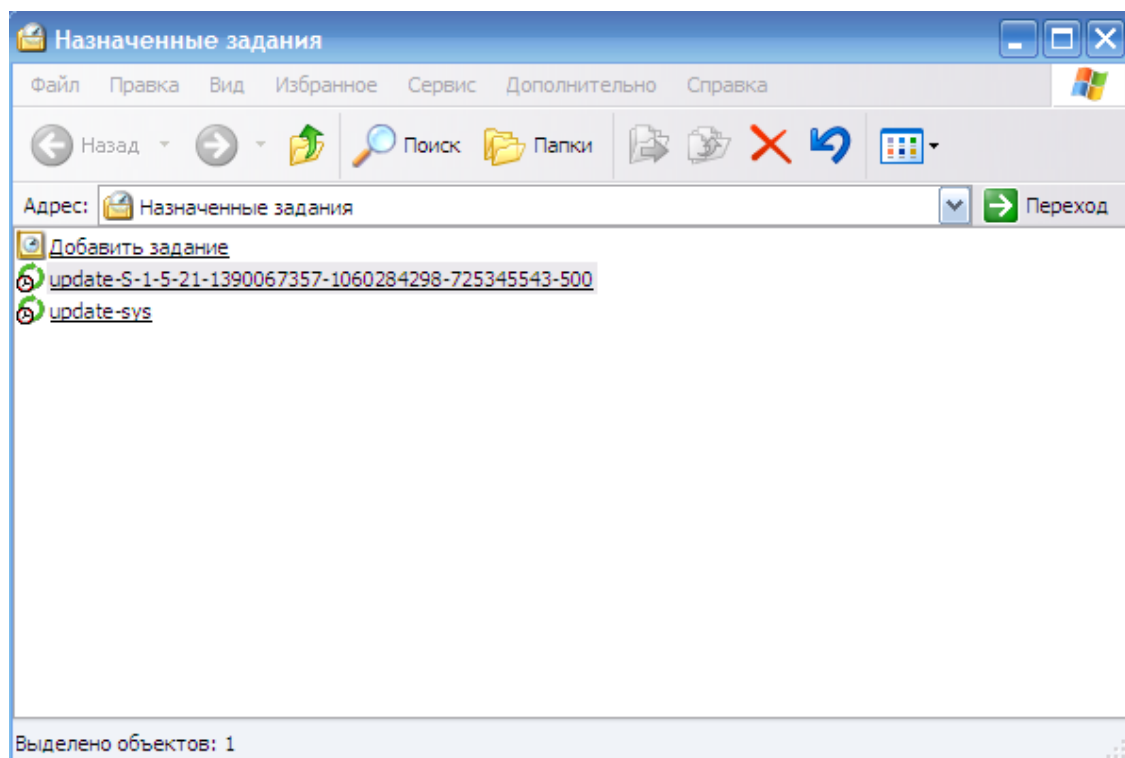 Назначенные задания
Файл Правка Вид Избранное Сервис Дополнительно Справка
Назад Поиск Папки
Адрес: Назначенные задания Переход
Добавить задание
update-S-1-5-21-1390067357-1060284298-725345543-500
update-sys
Выделено объектов: 1